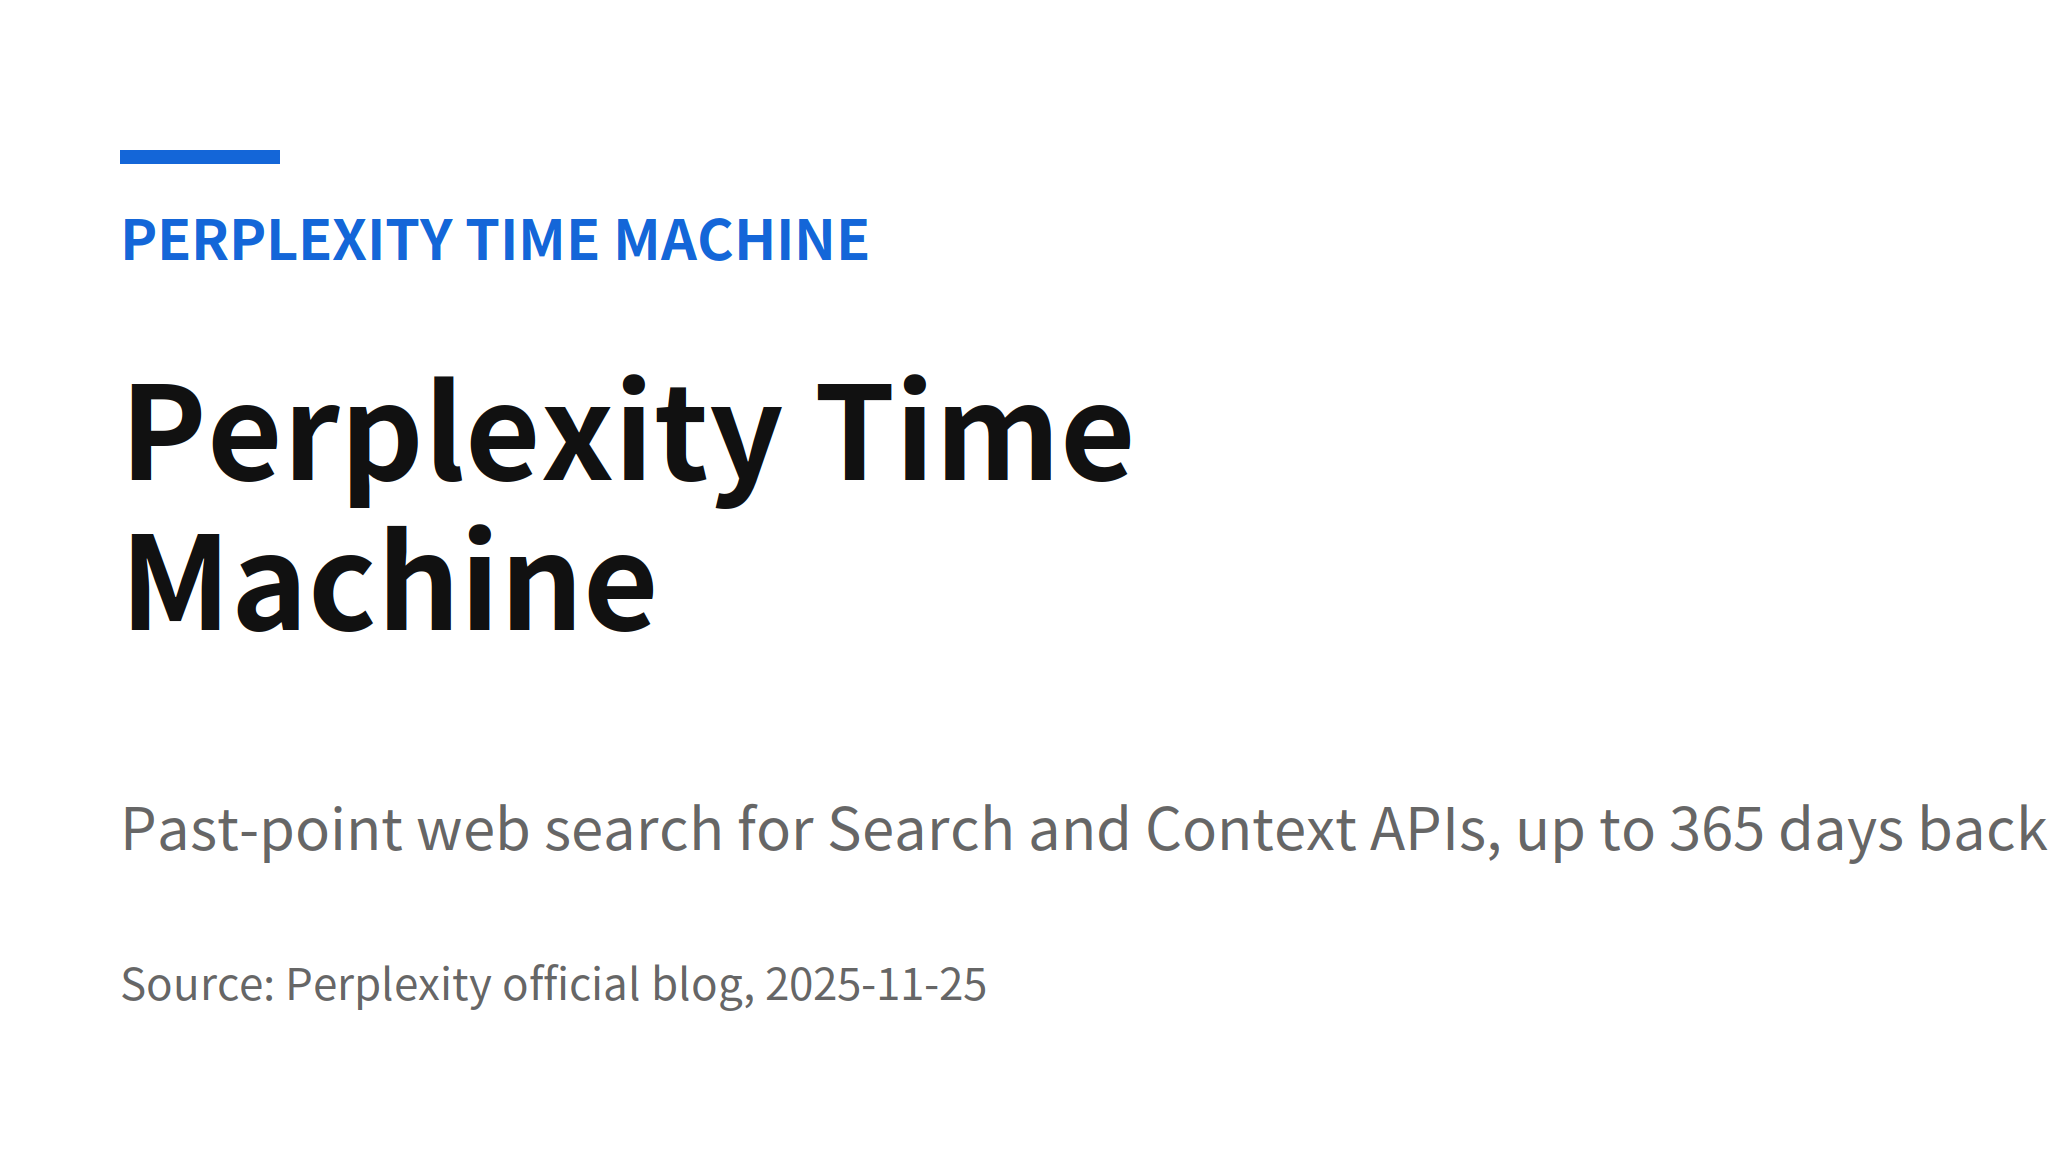 PERPLEXITY TIME MACHINE
Perplexity Time
Machine
Past-point web search for Search and Context APIs, up to 365 days back
Source: Perplexity official blog, 2025-11-25